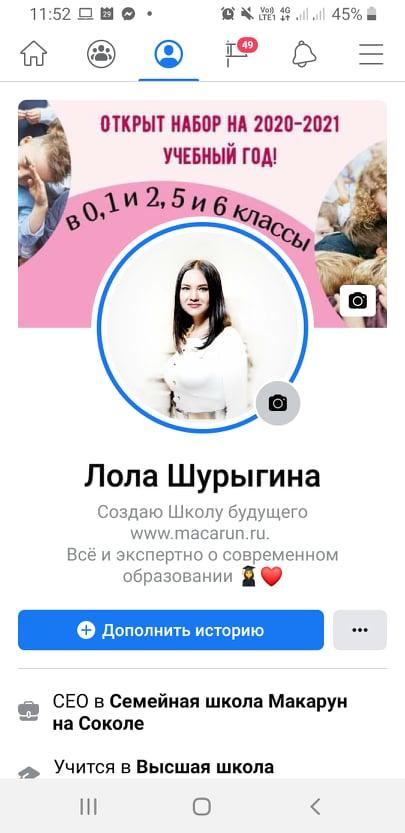 11:52
Vo))
LTE1
4G
45%
49
ОТКРЫТ НАБОР НА 2020-2021
УЧЕБНЫЙ ГОД!
в 0,1 и 2, 5 и 6 классы
Лола Шурыгина
Создаю Школу будущего
www.macarun.ru.
Всё и экспертно о современном
образовании
Дополнить историю
CEO в Семейная школа Макарун
на Соколе
Учится в Высшая школа